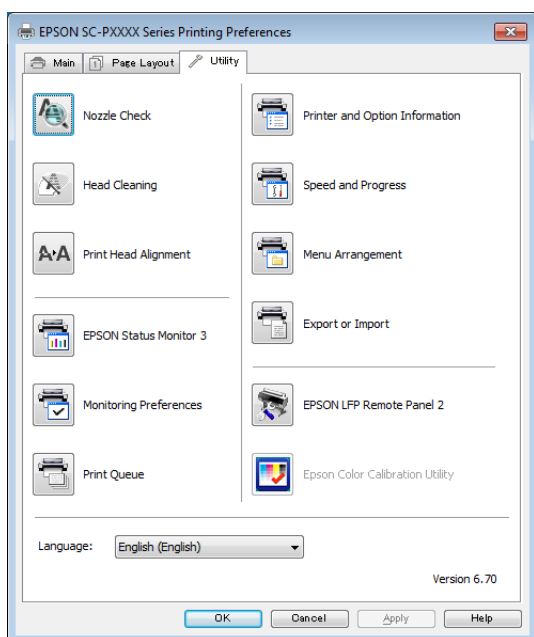 EPSON SC-PXXXX Series Printing Preferences
Main
Page Layout
Utility
Nozzle Check
Head Cleaning
Print Head Alignment
EPSON Status Monitor 3
Monitoring Preferences
Print Queue
Printer and Option Information
Speed and Progress
Menu Arrangement
Export or Import
EPSON LFP Remote Panel 2
Epson Color Calibration Utility
Language:
English (English)
Version 6.70
OK
Cancel
Apply
Help